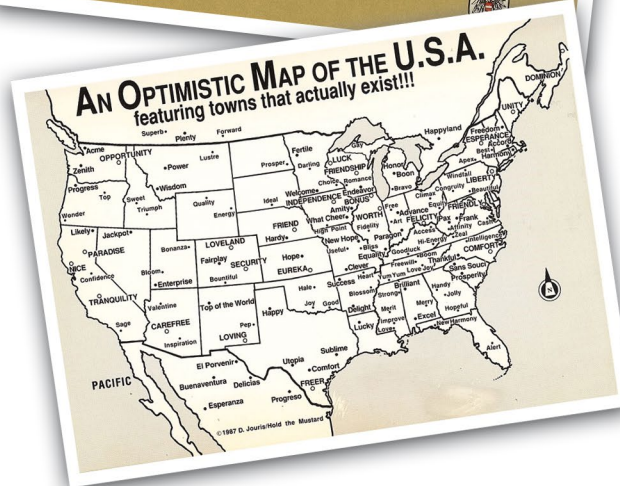 AN OPTIMISTIC MAP OF THE U.S.A.
featuring towns that actually exist!!!
Superb
Plenty
Forward
Acme
OPPORTUNITY
Zenith
Power
Lustre
Progress
Top
Wisdom
Sweet
Triumph
Wonder
Quality
Energy
Prosper
Fertile
Darling
Gay
LUCK
FRIENDSHIP
Choice
Romance
Welcome
Endeavor
INDEPENDENCE
BONUS
Ideal
Amity
What Cheer
WORTH
High Point
Fidelity
Happyland
Honor
Boon
Bravo
Free
Climax
Congruity
Equity
Advance
Art
FELICITY
Pax
Frank
Paragon
Access
Affinity
Zeal
Hi-Energy
Goodluck
Boom
DOMINION
UNITY
Freedom
ESPERANCE
Accord
Best
Harmony
Apex
Windfall
LIBERTY
Beautiful
FRIENDLY
Castle
Intelligence
COMFORT
Likely
Jackpot
PARADISE
NICE
Confidence
TRANQUILITY
Sage
Bonanza
Bloom
Enterprise
Valentine
CAREFREE
Inspiration
LOVELAND
Fairplay
SECURITY
Bountiful
Top of the World
Pep
LOVING
FRIEND
Hardy
Hope
EUREKA
New Hope
Useful
Bliss
Equality
Clever
Success
Heart
Yum Yum
Love Joy
Freewill
Thankful
Sans Souci
Prosperity
Hale
Joy
Good
Happy
Blossom
Strong
Brilliant
Handy
Jolly
Delight
Merit
Merry
Hopeful
Lucky
Improve
Loves
Excel
New Harmony
Alert
PACIFIC
El Porvenir
Buenaventura
Delicias
Esperanza
Utopia
Sublime
Comfort
FREER
Progreso
N
©1987 D. Jouris/Hold the Mustard